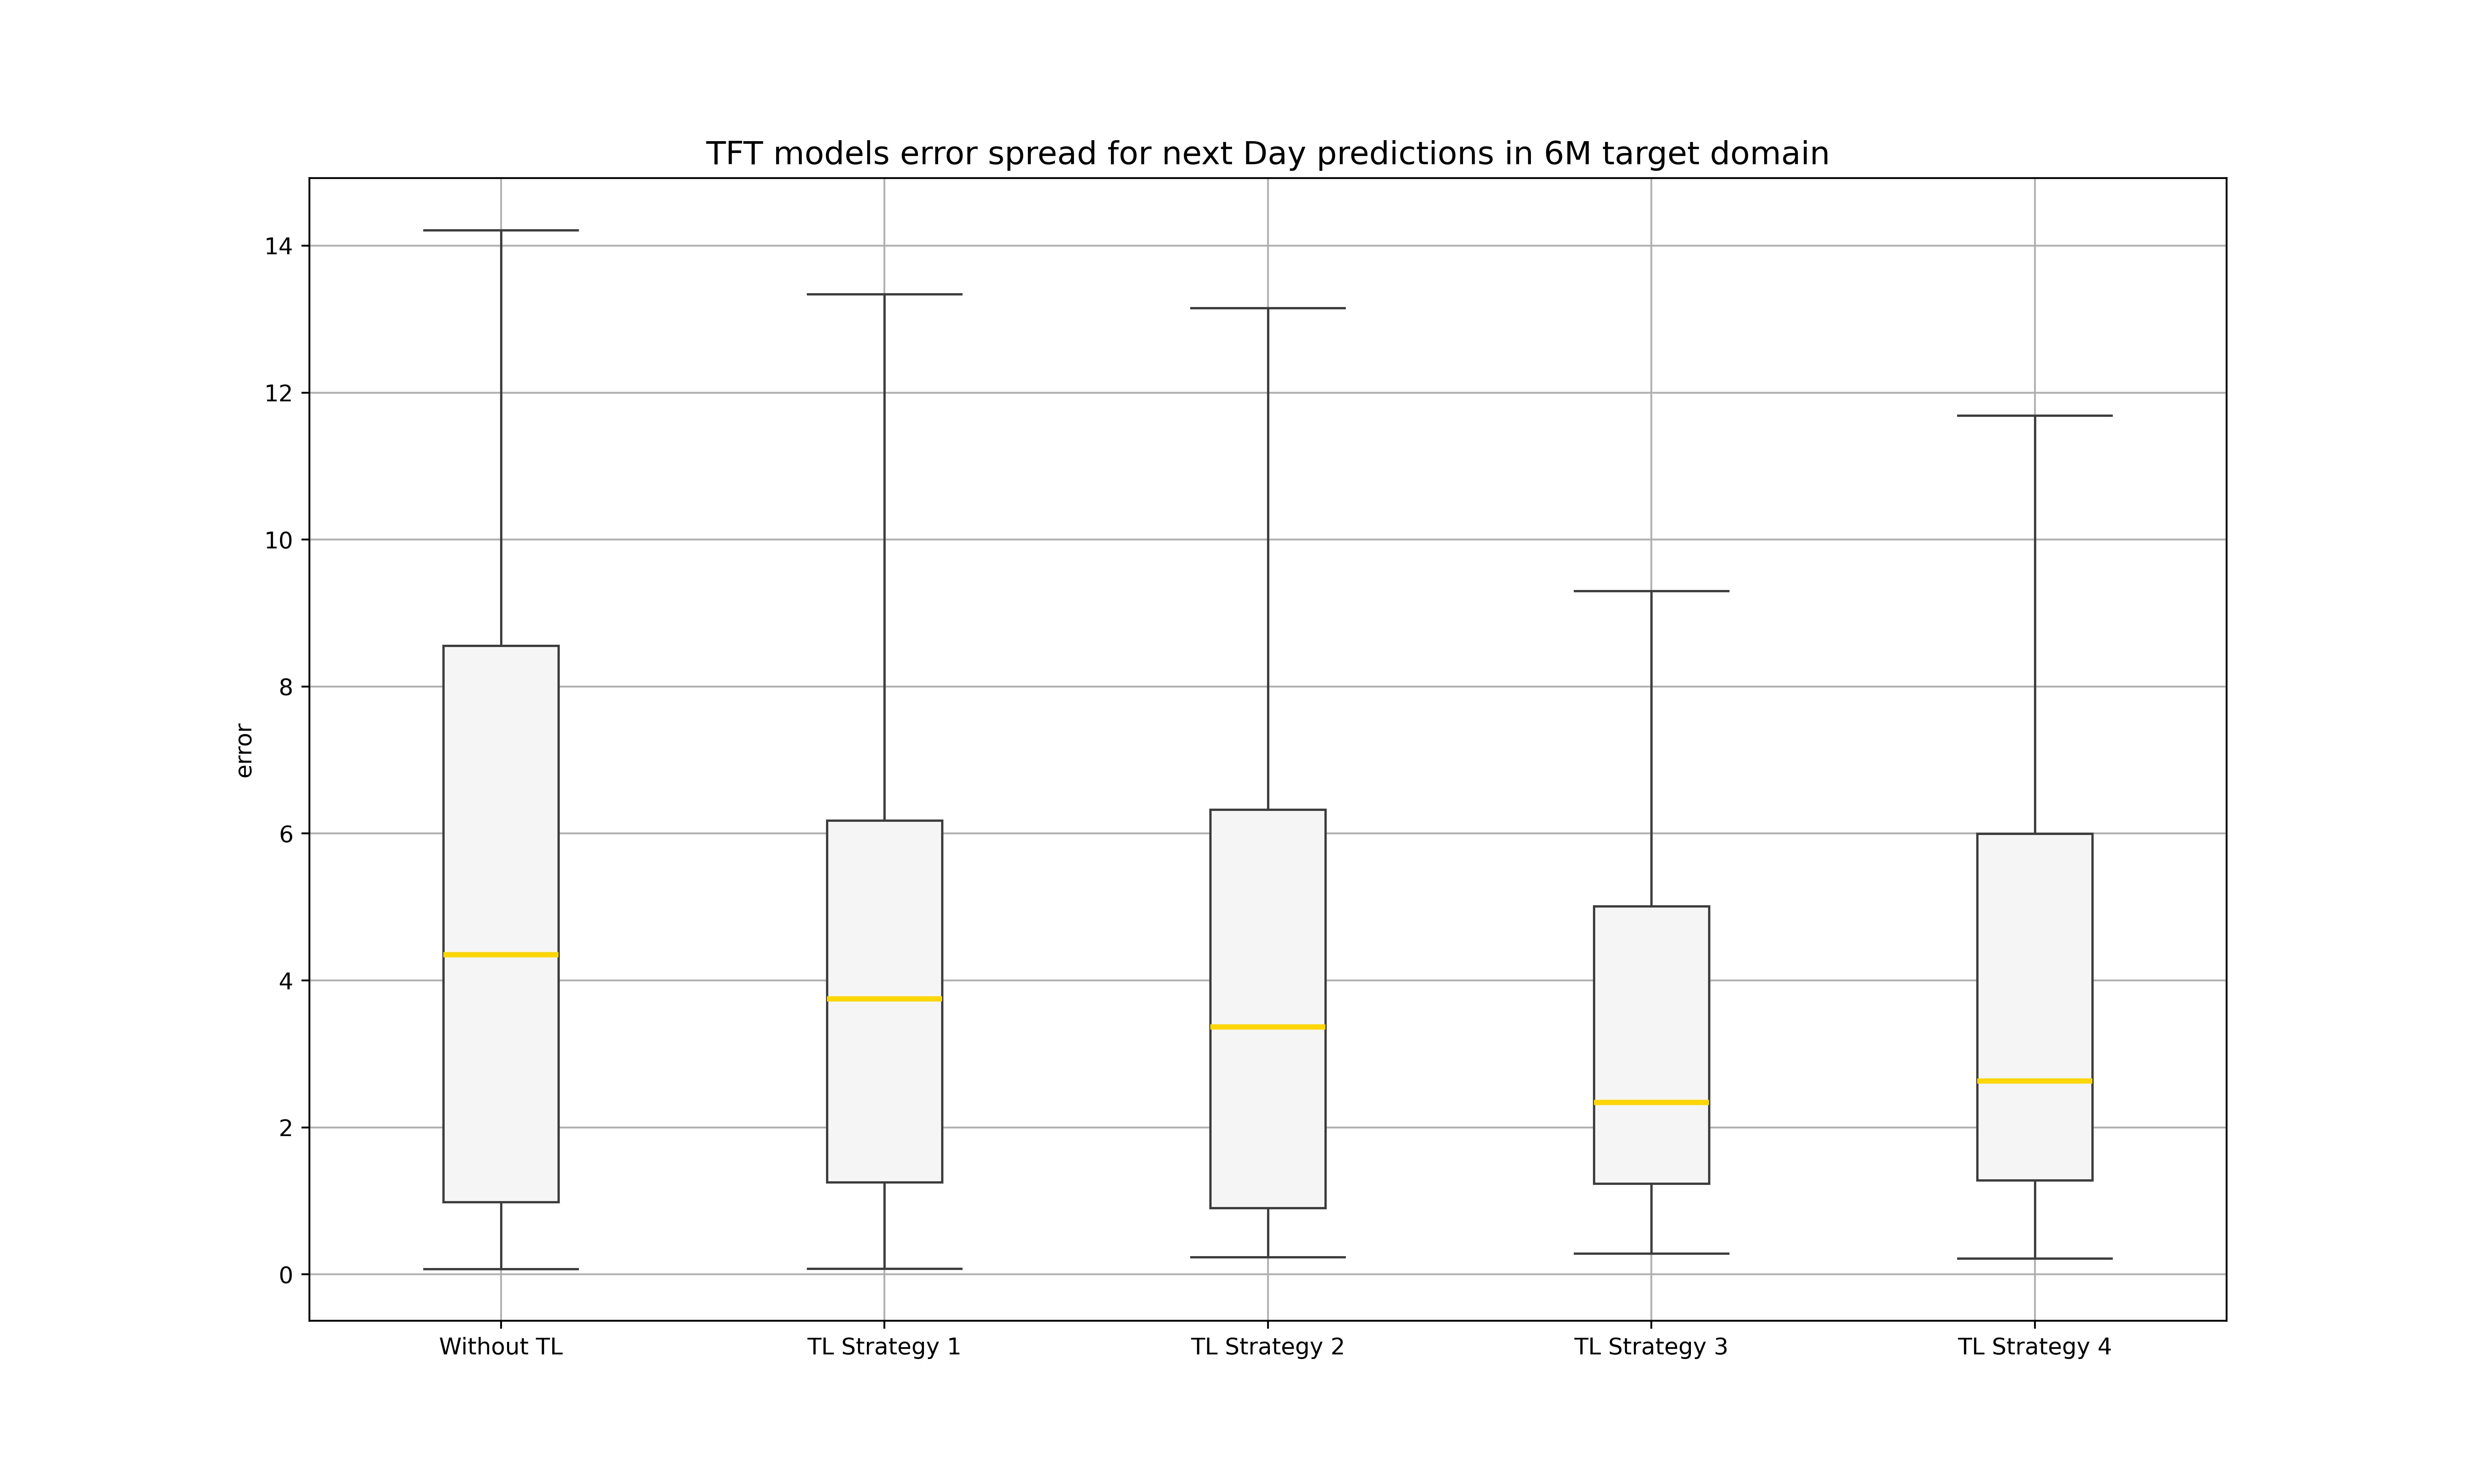 TFT models error spread for next Day predictions in 6M target domain
14
12
10
8
6
4
2
0
error
Without TL
TL Strategy 1
TL Strategy 2
TL Strategy 3
TL Strategy 4